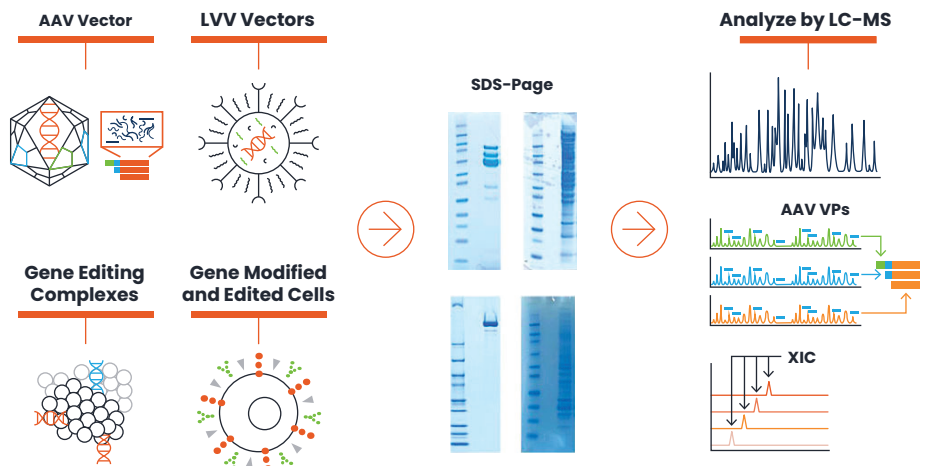 AAV Vector
LVV Vectors
Gene Editing
Complexes
Gene Modified
and Edited Cells
SDS-Page
Analyze by LC-MS
AAV VPs
XIC